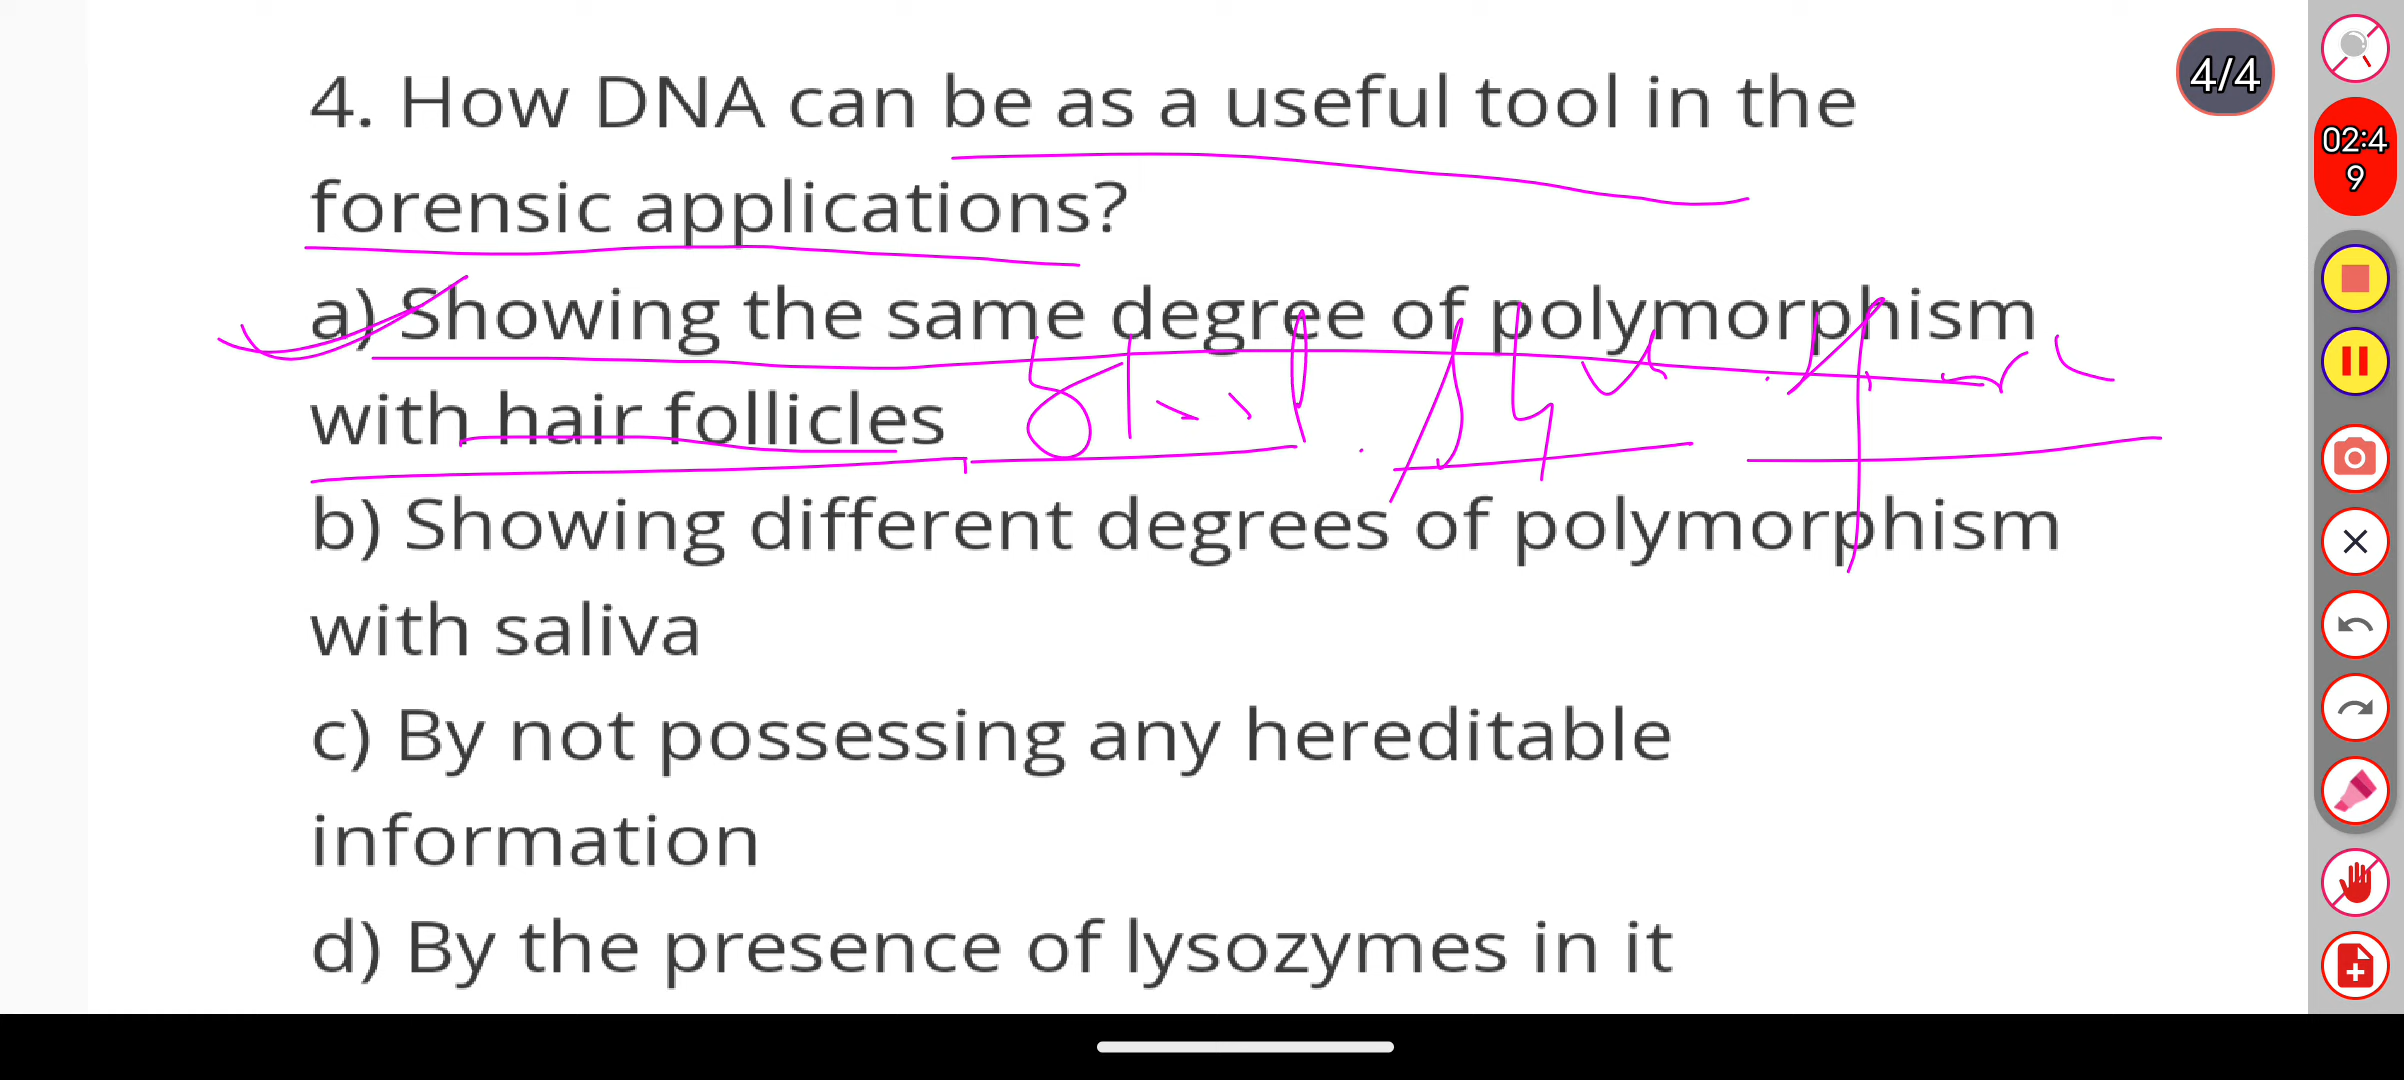 4. How DNA can be as a useful tool in the
forensic applications?
a) Showing the same degree of polymorphism
with hair follicles
b) Showing different degrees of polymorphism
with saliva
c) By not possessing any hereditable
information
d) By the presence of lysozymes in it
4/4
02:4
9